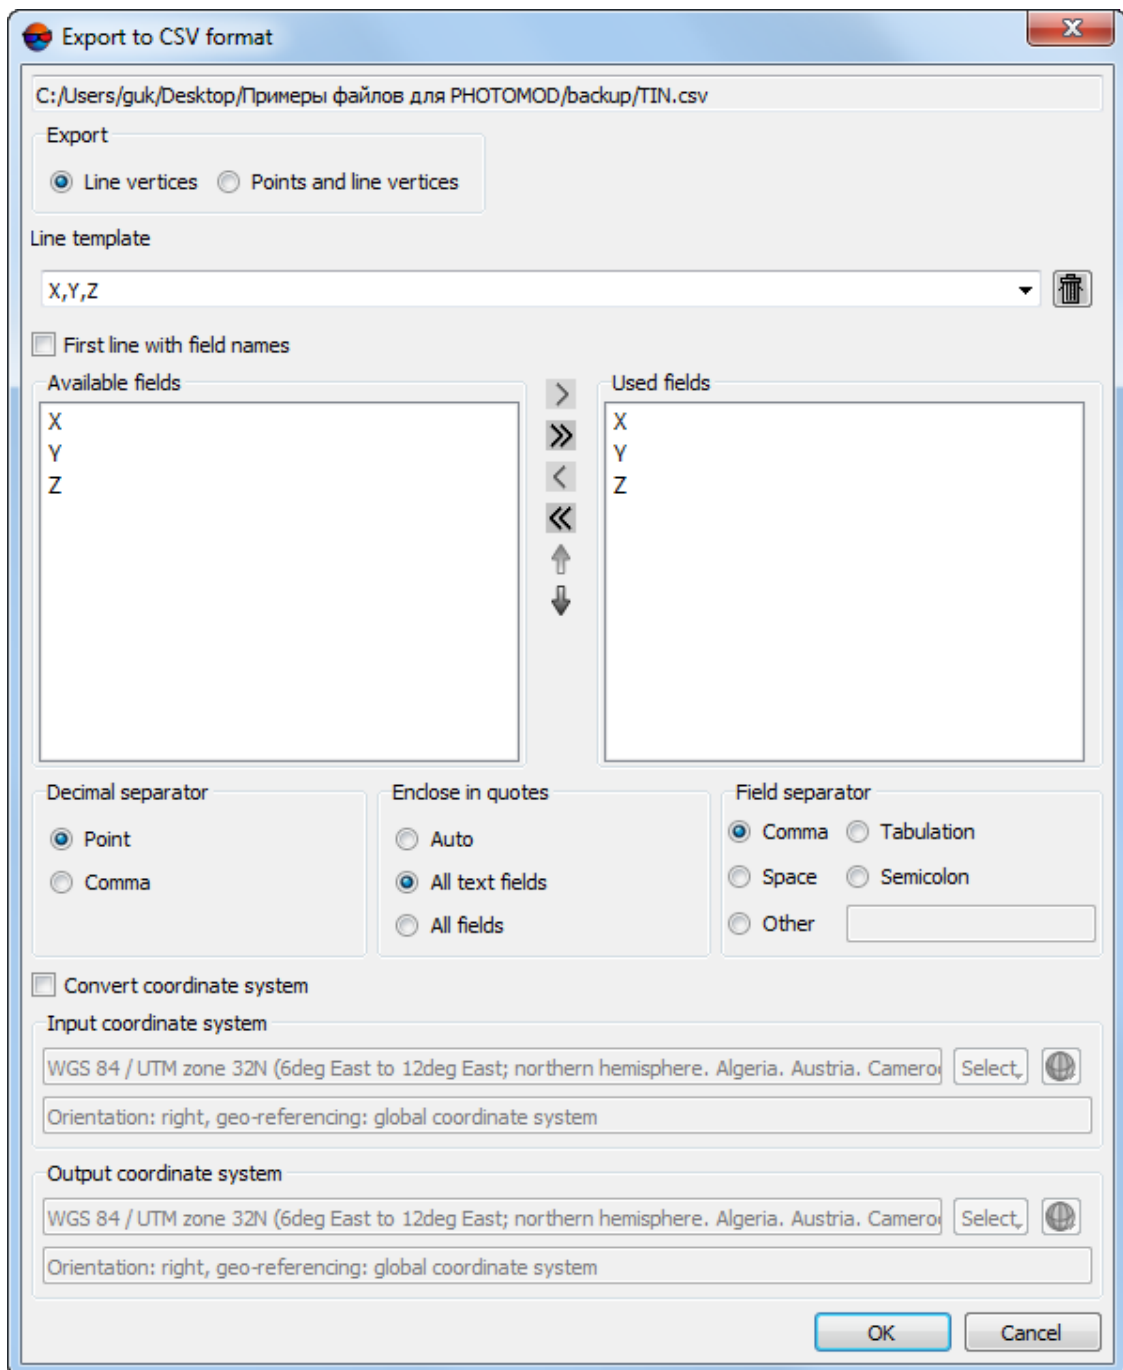 Export to CSV format
C:/Users/guk/Desktop/Примеры файлов для PHOTOMOD/backup/TIN.csv
Export
Line vertices Points and line vertices
Line template
X,Y,Z
First line with field names
Available fields Used fields
X X
Y Y
Z Z
Decimal separator Enclose in quotes Field separator
Point Auto Comma Tabulation
Comma All text fields Space Semicolon
All fields Other
Convert coordinate system
Input coordinate system
WGS 84 / UTM zone 32N (6deg East to 12deg East; northern hemisphere. Algeria. Austria. Cameroo Select
Orientation: right, geo-referencing: global coordinate system
Output coordinate system
WGS 84 / UTM zone 32N (6deg East to 12deg East; northern hemisphere. Algeria. Austria. Cameroo Select
Orientation: right, geo-referencing: global coordinate system
OK Cancel